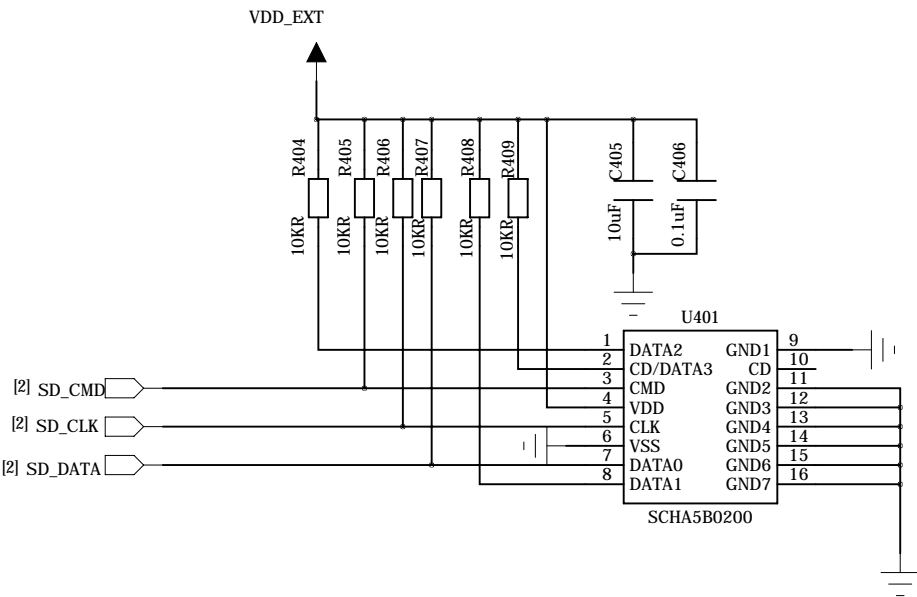 VDD_EXT
R404
R405
R406
R407
R408
R409
C405
C406
10KR
10KR
10KR
10KR
10KR
10KR
10uF
0.1uF
U401
1 DATA2 GND1 9
2 CD/DATA3 CD 10
[2] SD_CMD 3 CMD GND2 11
4 VDD GND3 12
[2] SD_CLK 5 CLK GND4 13
6 VSS GND5 14
[2] SD_DATA 7 DATA0 GND6 15
8 DATA1 GND7 16
SCHA5B0200